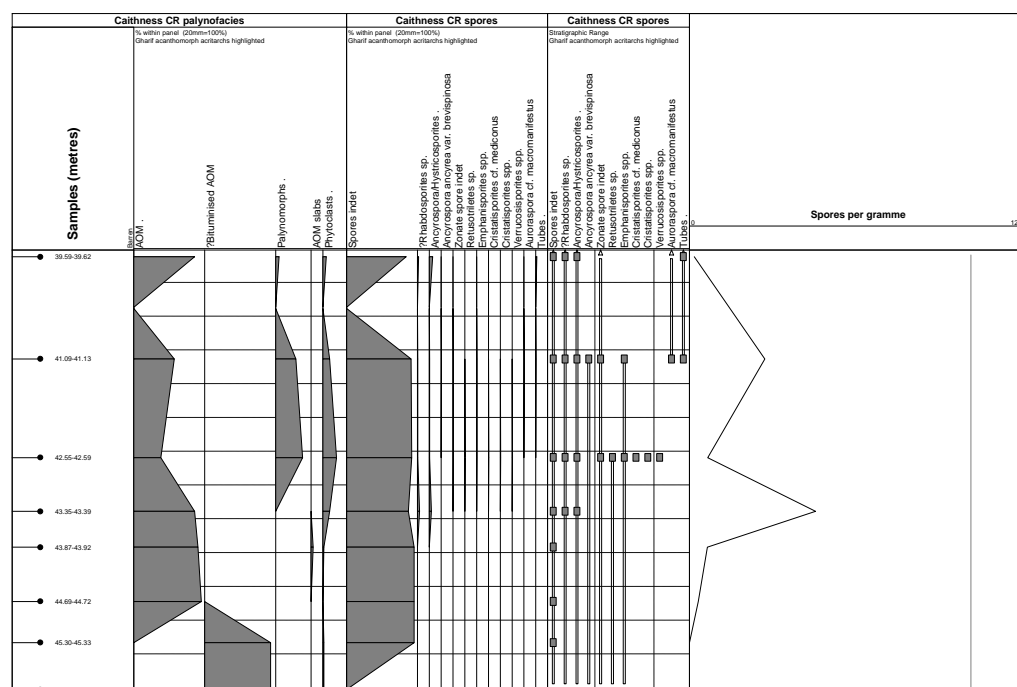 Caithness CR palynofacies
Caithness CR spores
Caithness CR spores
% within panel (20mm=100%)
Gharif acanthomorph acritarchs highlighted
% within panel (20mm=100%)
Gharif acanthomorph acritarchs highlighted
Stratigraphic Range
Gharif acanthomorph acritarchs highlighted
Samples (metres)
Barren
AOM .
?Bituminised AOM
Palynomorphs .
AOM slabs
Phytoclasts .
Spores indet
?Rhabdosporites sp.
Ancyrospora/Hystricosporites .
Ancyrospora ancyrea var. brevispinosa
Zonate spore indet
Retusotriletes sp.
Emphanisporites spp.
Cristatisporites cf. mediconus
Cristatisporites spp.
Verrucosisporites spp.
Auroraspora cf. macromanifestus
Tubes .
Spores indet
?Rhabdosporites sp.
Ancyrospora/Hystricosporites .
Ancyrospora ancyrea var. brevispinosa
Zonate spore indet
Retusotriletes sp.
Emphanisporites spp.
Cristatisporites cf. mediconus
Cristatisporites spp.
Verrucosisporites spp.
Auroraspora cf. macromanifestus
Tubes .
Spores per gramme
0
12
39.59-39.62
41.09-41.13
42.55-42.59
43.35-43.39
43.87-43.92
44.69-44.72
45.30-45.33